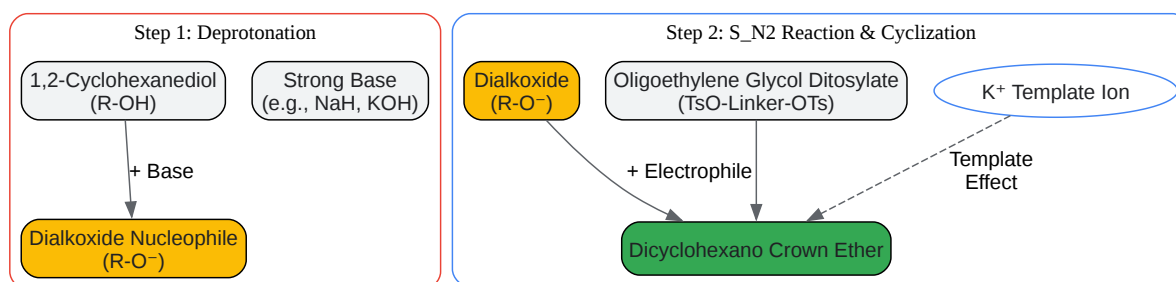 Step 1: Deprotonation
1,2-Cyclohexanediol
(R-OH)
Strong Base
(e.g., NaH, KOH)
+ Base
Dialkoxide Nucleophile
(R-O⁻)
Step 2: S_N2 Reaction & Cyclization
Dialkoxide
(R-O⁻)
Oligoethylene Glycol Ditosylate
(TsO-Linker-OTs)
K⁺ Template Ion
+ Electrophile
Template
Effect
Dicyclohexano Crown Ether